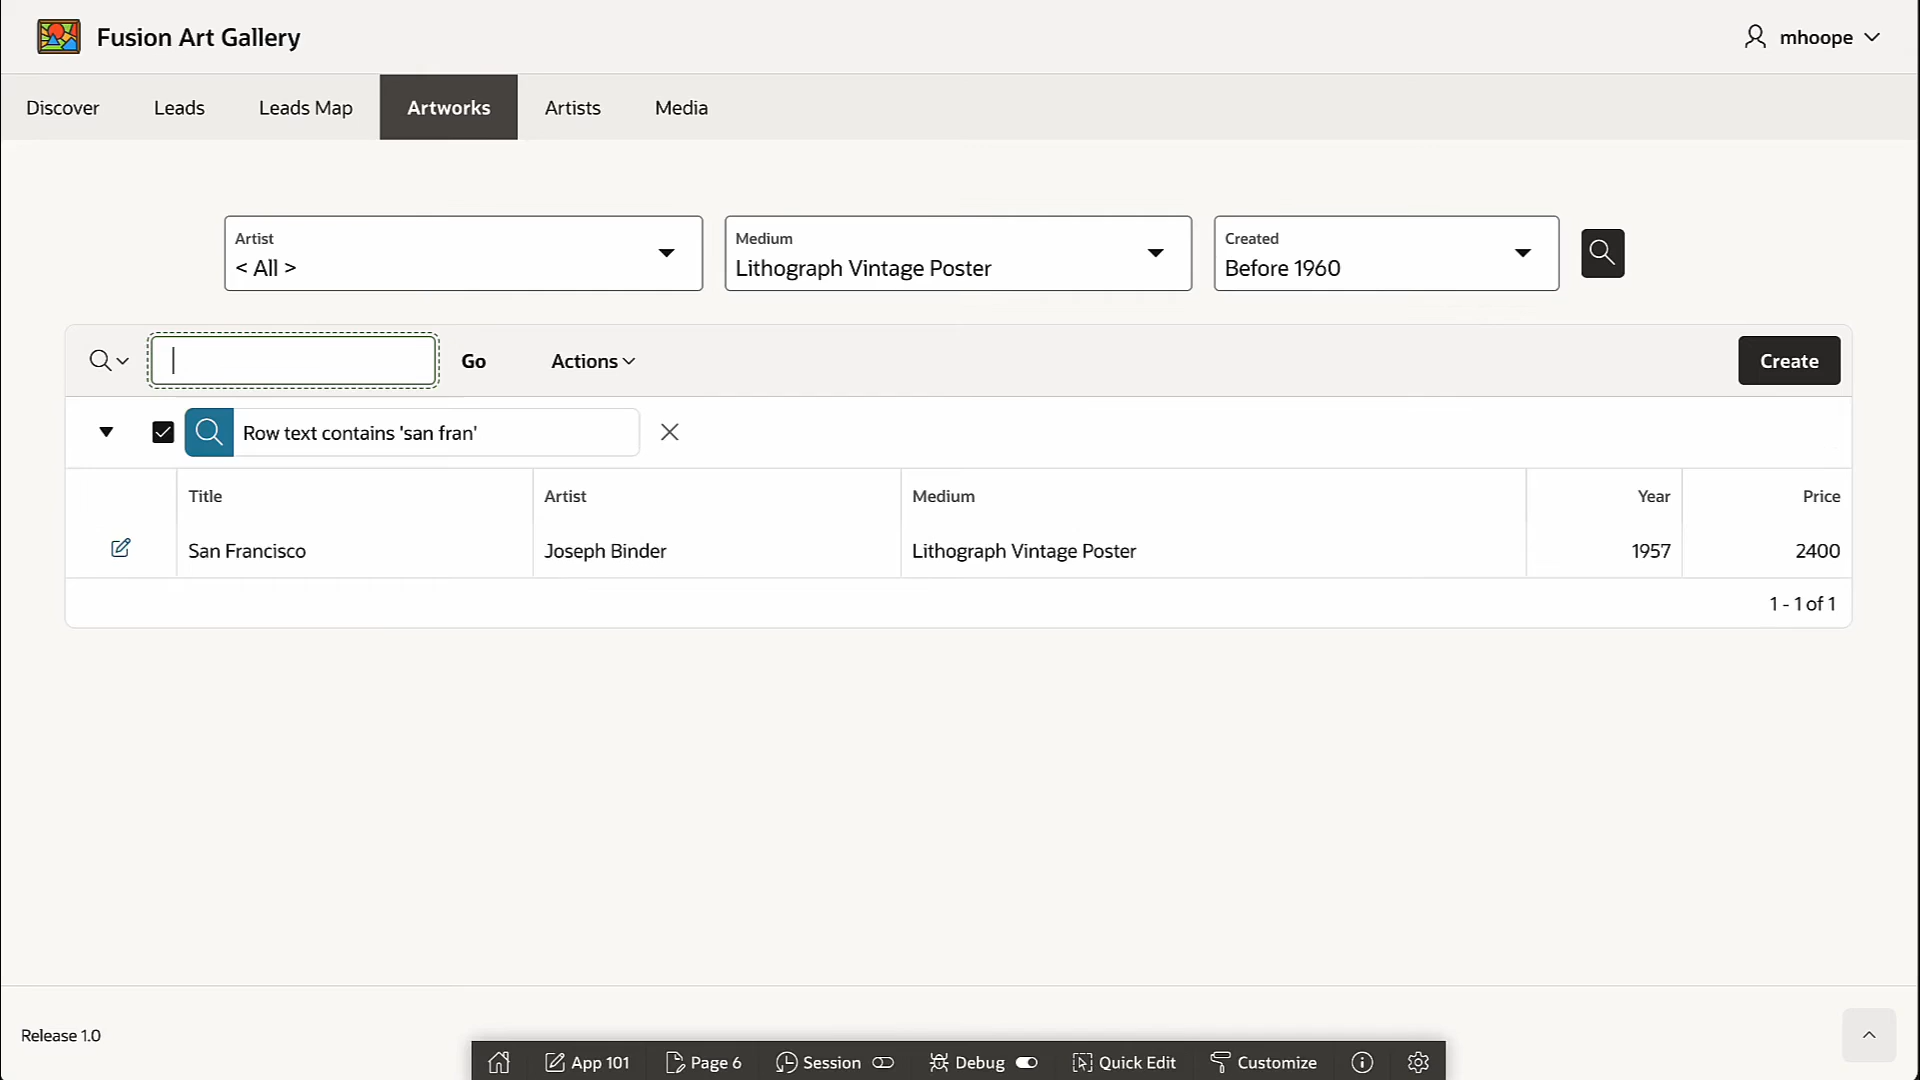 Fusion Art Gallery
mhoope
Discover Leads Leads Map Artworks Artists Media
Artist
< All >
Medium
Lithograph Vintage Poster
Created
Before 1960
Go Actions Create
Row text contains 'san fran'
Title Artist Medium Year Price
San Francisco Joseph Binder Lithograph Vintage Poster 1957 2400
1 - 1 of 1
Release 1.0
App 101 Page 6 Session Debug Quick Edit Customize